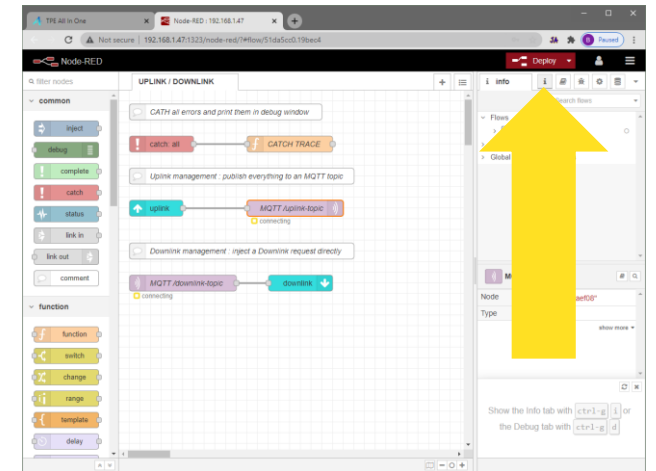 TPE All In One
Node-RED : 192.168.1.47
Not secure | 192.168.1.47:1323/node-red/?#flow/51da5cc0.19bec4
Paused
Node-RED
Deploy
filter nodes
UPLINK / DOWNLINK
i info
i
search flows
common
inject
debug
complete
catch
status
link in
link out
comment
function
function
switch
change
range
template
delay
CATH all errors and print them in debug window
catch: all
CATCH TRACE
Uplink management : publish everything to an MQTT topic
uplink
MQTT /uplink-topic
connecting
Downlink management : inject a Downlink request directly
MQTT /downlink-topic
downlink
connecting
Flows
Global
Node
aef08"
Type
show more
Show the Info tab with ctrl-g i or
the Debug tab with ctrl-g d